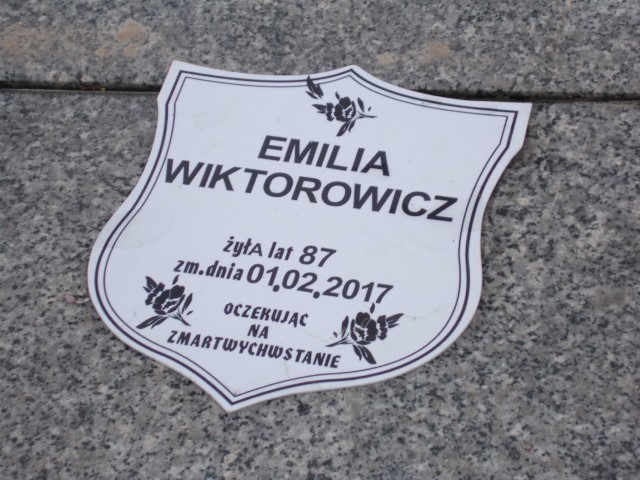 EMILIA
WIKTOROWICZ
żyłA lat 87
zm.dnia 01.02.2017
OCZEKUJĄC
NA
ZMARTWYCHWSTANIE